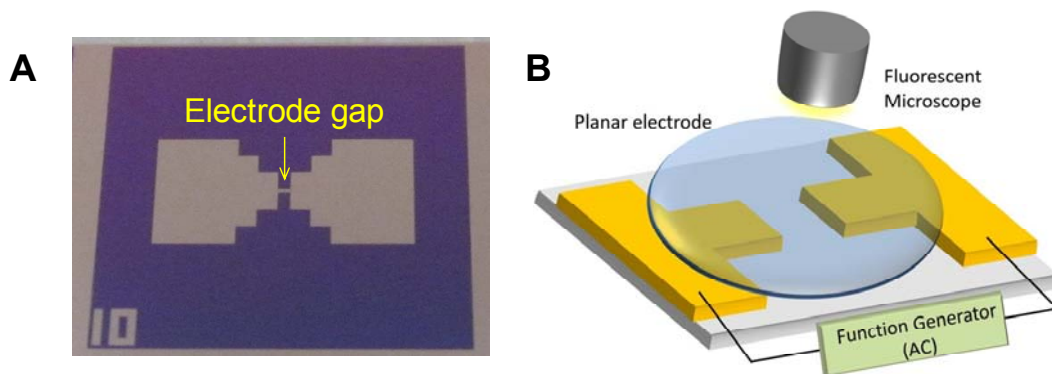 A
Electrode gap
10
B
Fluorescent
Microscope
Planar electrode
Function Generator
(AC)